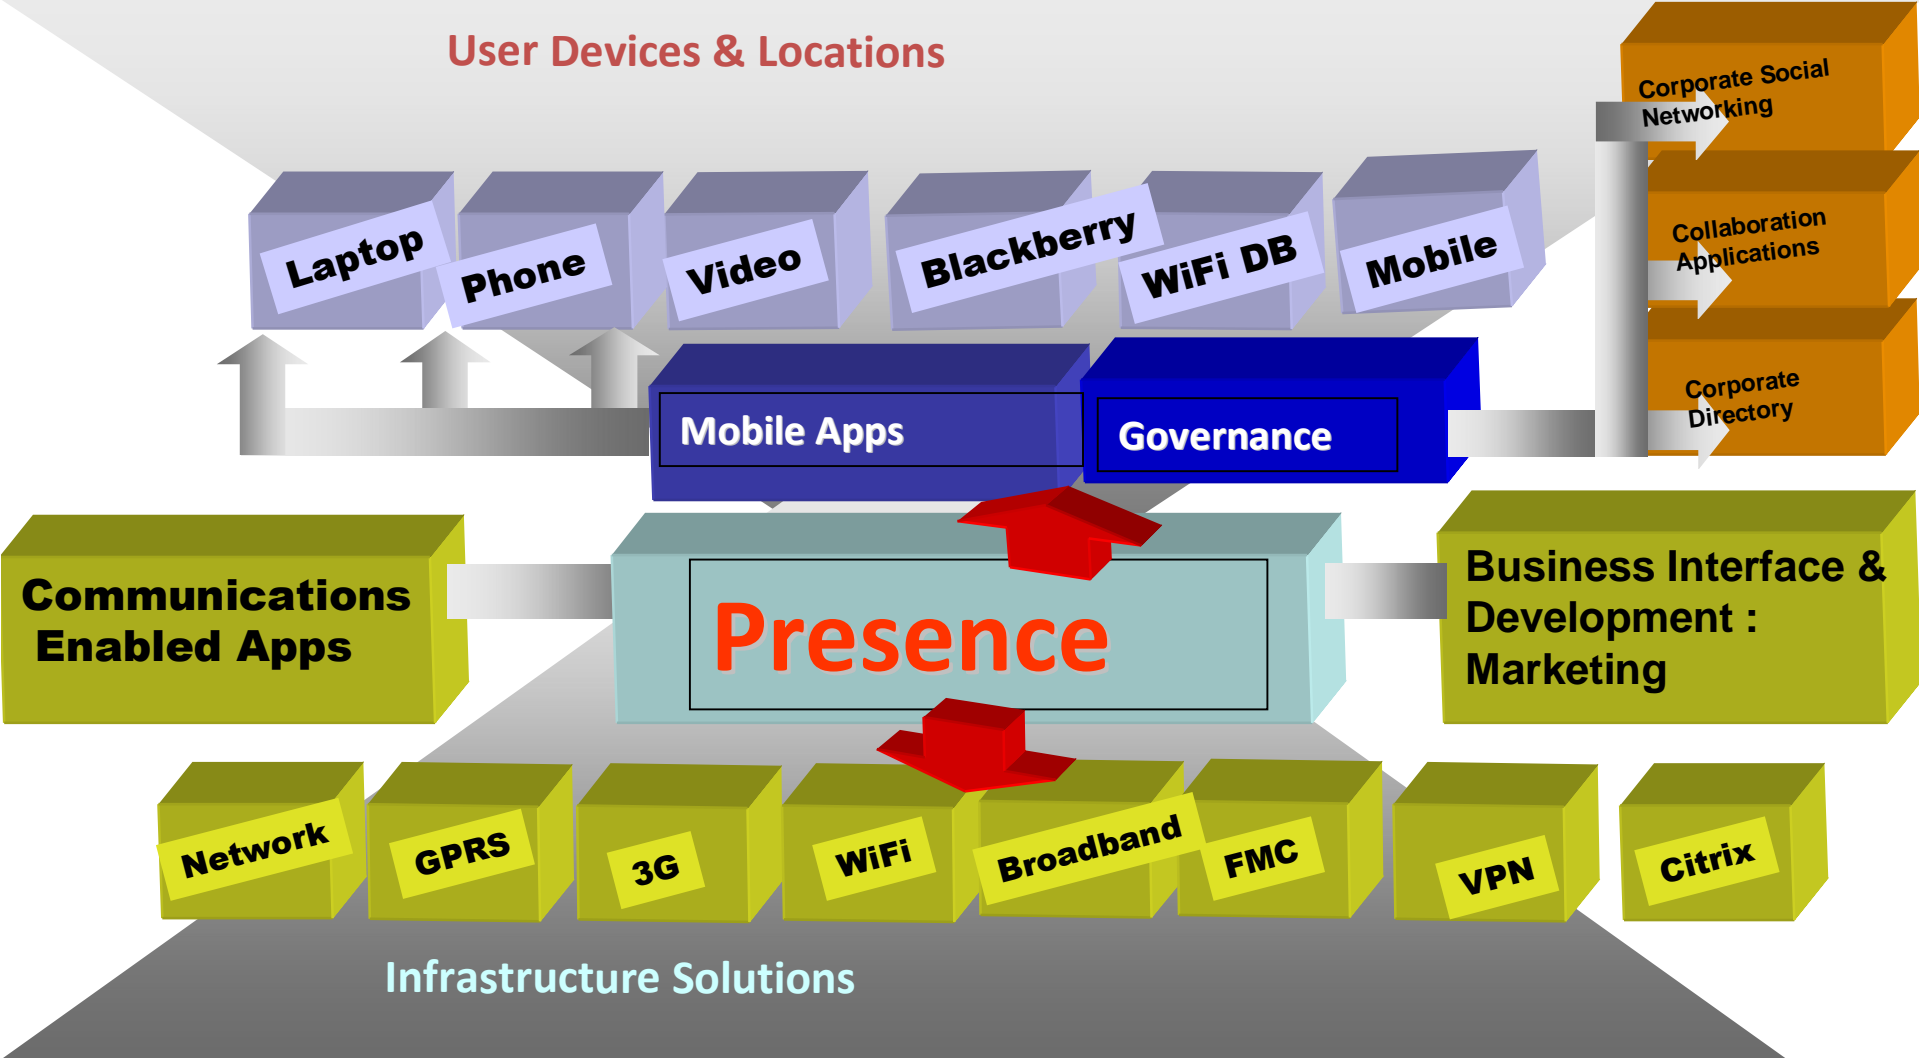 User Devices & Locations
Corporate Social
Networking
Laptop
Phone
Video
Blackberry
WiFi DB
Mobile
Collaboration
Applications
Corporate
Directory
Mobile Apps
Governance
Communications
Enabled Apps
Presence
Business Interface &
Development :
Marketing
Network
GPRS
3G
WiFi
Broadband
FMC
VPN
Citrix
Infrastructure Solutions